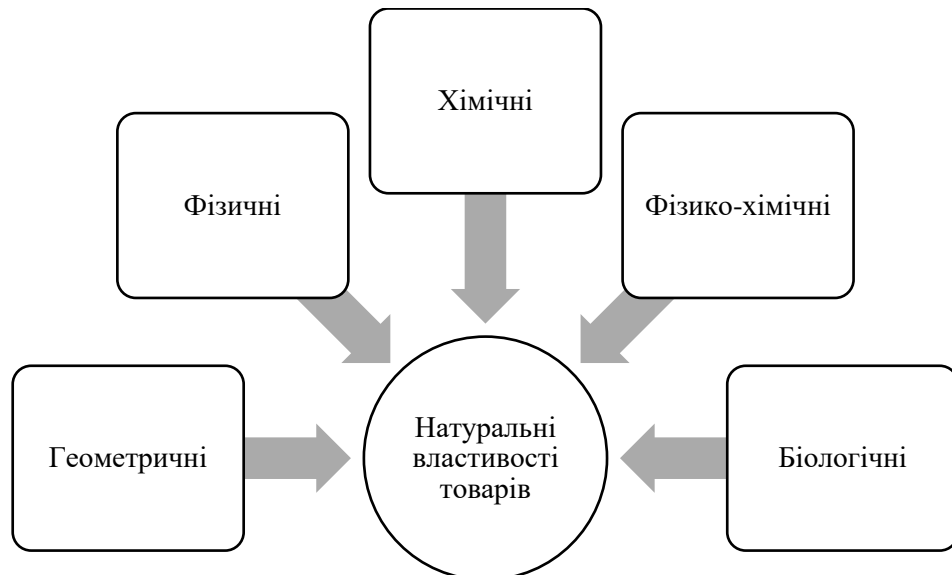 Хімічні
Фізичні
Фізико-хімічні
Геометричні
Натуральні
властивості
товарів
Біологічні